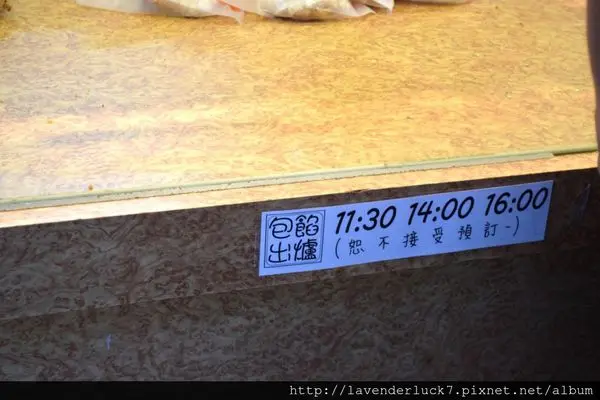 包餡
出爐
11:30 14:00 16:00
(恕不接受預訂~)
http://lavenderluck7.pixnet.net/album